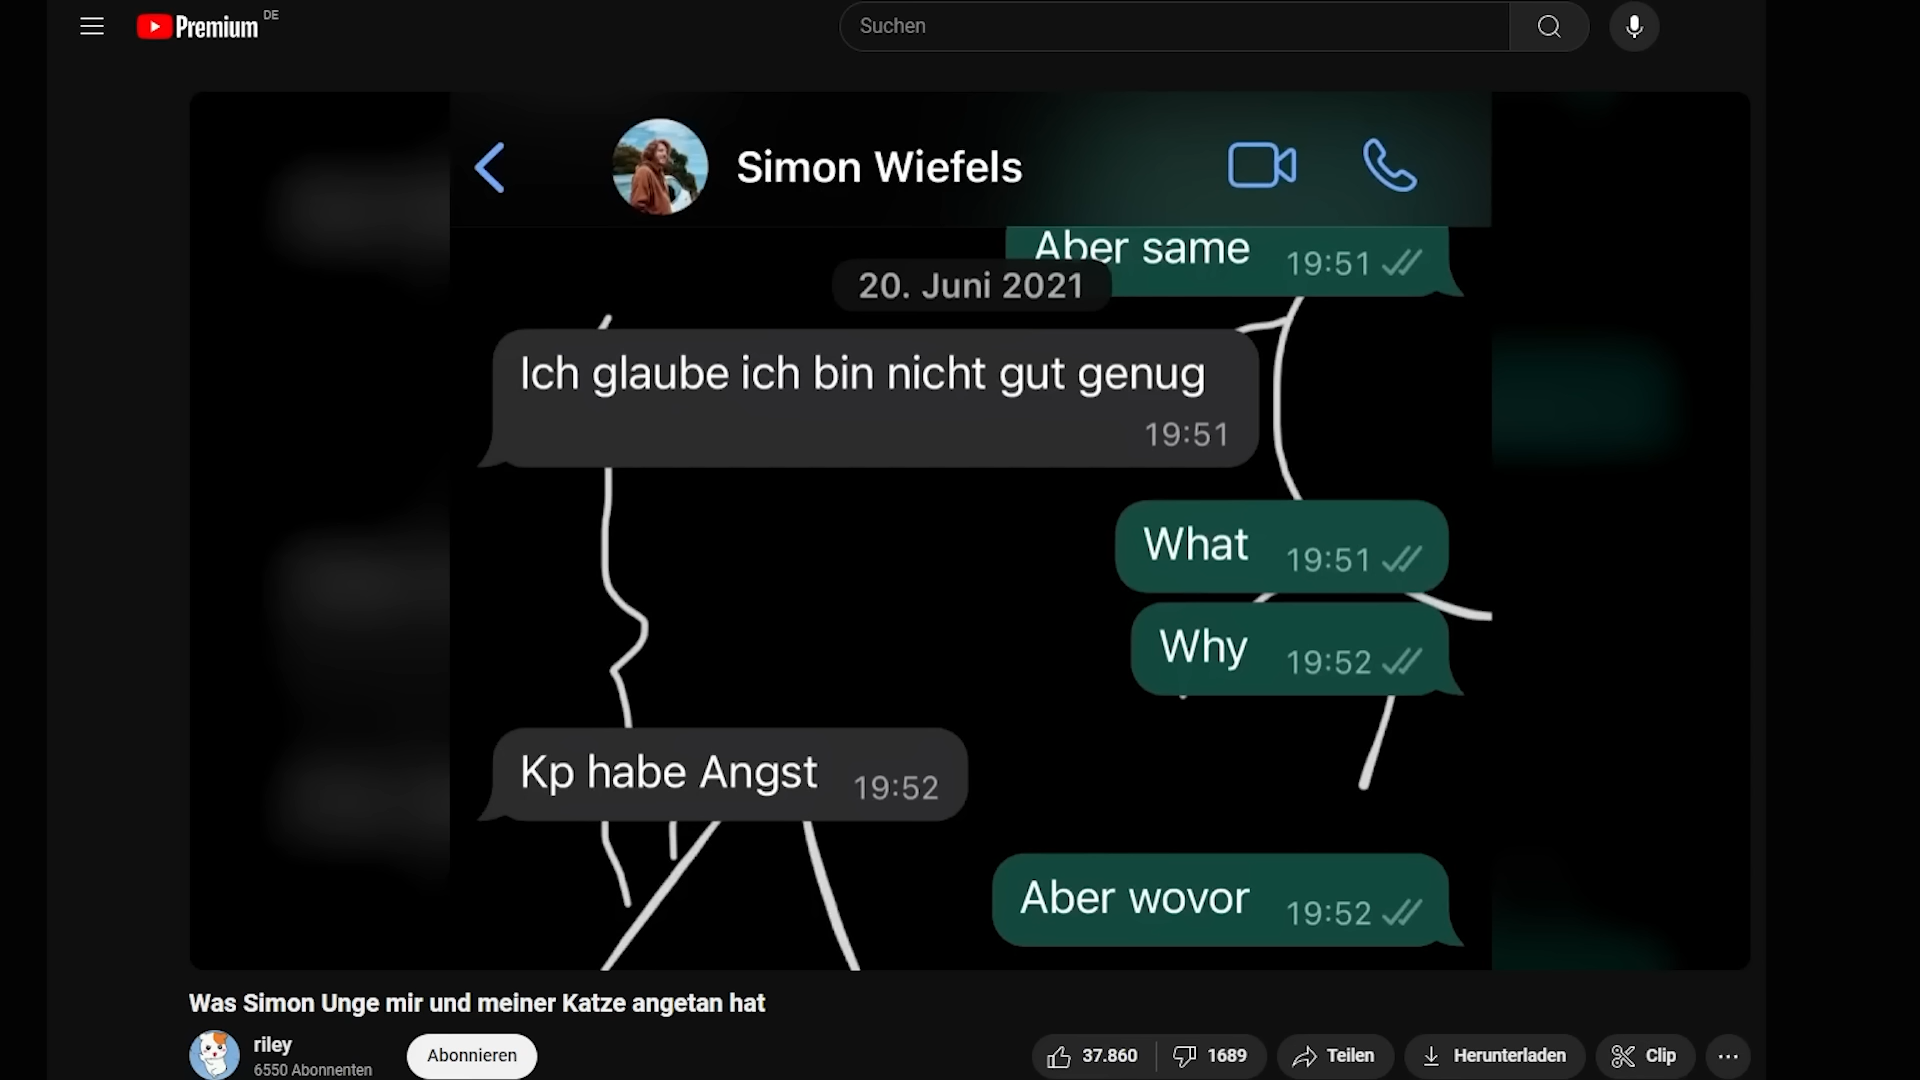 Premium DE
Suchen
Simon Wiefels
Aber same 19:51
20. Juni 2021
Ich glaube ich bin nicht gut genug
19:51
What 19:51
Why 19:52
Kp habe Angst 19:52
Aber wovor 19:52
Was Simon Unge mir und meiner Katze angetan hat
riley
6550 Abonnenten
Abonnieren
37.860
1689
Teilen
Herunterladen
Clip